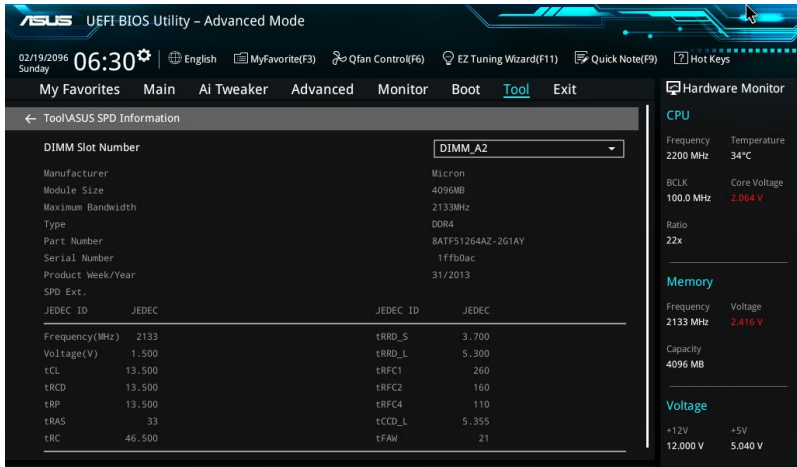 ASUS UEFI BIOS Utility – Advanced Mode
02/19/2096
Sunday
06:30
English
MyFavorite(F3)
Qfan Control(F6)
EZ Tuning Wizard(F11)
Quick Note(F9)
? Hot Keys
My Favorites Main Ai Tweaker Advanced Monitor Boot Tool Exit
Hardware Monitor
← Tool\ASUS SPD Information
DIMM Slot Number DIMM_A2
Manufacturer Micron
Module Size 4096MB
Maximum Bandwidth 2133MHz
Type DDR4
Part Number 8ATF51264AZ-2G1AY
Serial Number 1ffb0ac
Product Week/Year 31/2013
SPD Ext.
JEDEC ID JEDEC JEDEC ID JEDEC
Frequency(MHz) 2133 tRRD_S 3.700
Voltage(V) 1.500 tRRD_L 5.300
tCL 13.500 tRFC1 260
tRCD 13.500 tRFC2 160
tRP 13.500 tRFC4 110
tRAS 33 tCCD_L 5.355
tRC 46.500 tFAW 21
CPU
Frequency Temperature
2200 MHz 34°C
BCLK Core Voltage
100.0 MHz 2.064 V
Ratio
22x
Memory
Frequency Voltage
2133 MHz 2.416 V
Capacity
4096 MB
Voltage
+12V +5V
12.000 V 5.040 V